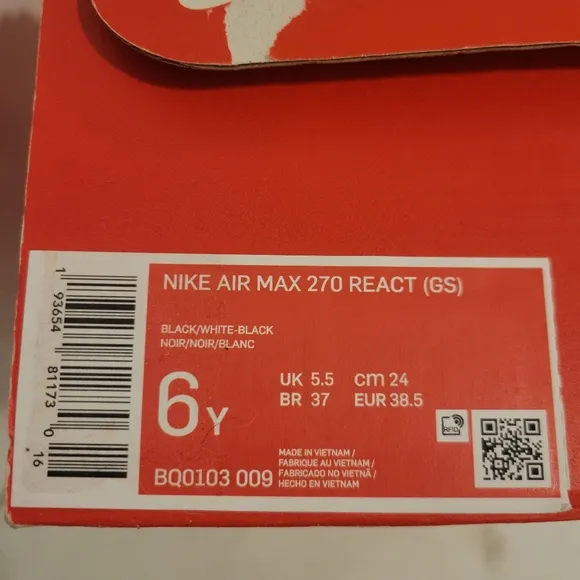 NIKE AIR MAX 270 REACT (GS)
BLACK/WHITE-BLACK
NOIR/NOIR/BLANC
6Y
UK 5.5 cm 24
BR 37 EUR 38.5
RFID
BQ0103 009
MADE IN VIETNAM /
FABRIQUE AU VIETNAM /
FABRICADO NO VIETNÃ /
HECHO EN VIETNAM
1 93654 81173 0 .16